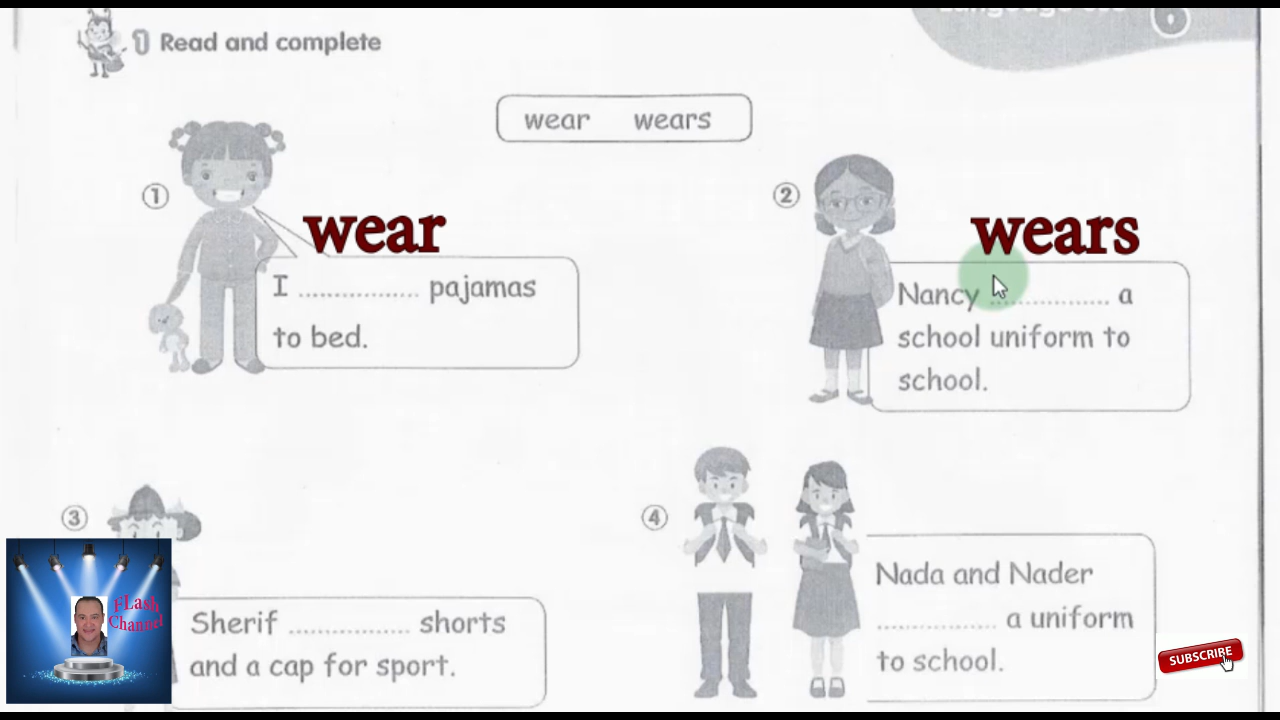 6
1 Read and complete
wear wears
1
wear
I ................ pajamas
to bed.
2
wears
Nancy ................ a
school uniform to
school.
3
Sherif ................ shorts
and a cap for sport.
4
Nada and Nader
................ a uniform
to school.
FLash
Channel
SUBSCRIBE